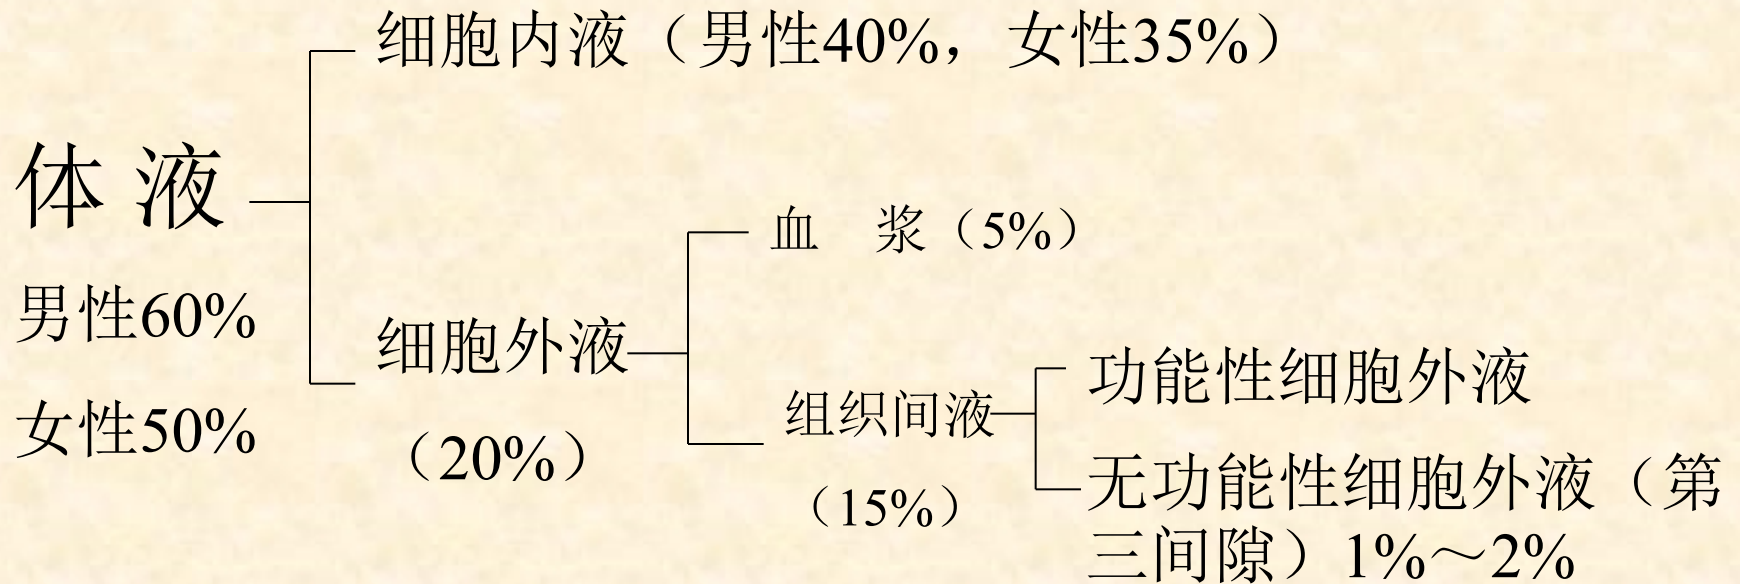 细胞内液（男性40%，女性35%）
体 液
男性60%
女性50%
细胞外液
（20%）
血 浆（5%）
组织间液
（15%）
功能性细胞外液
无功能性细胞外液（第
三间隙）1%～2%